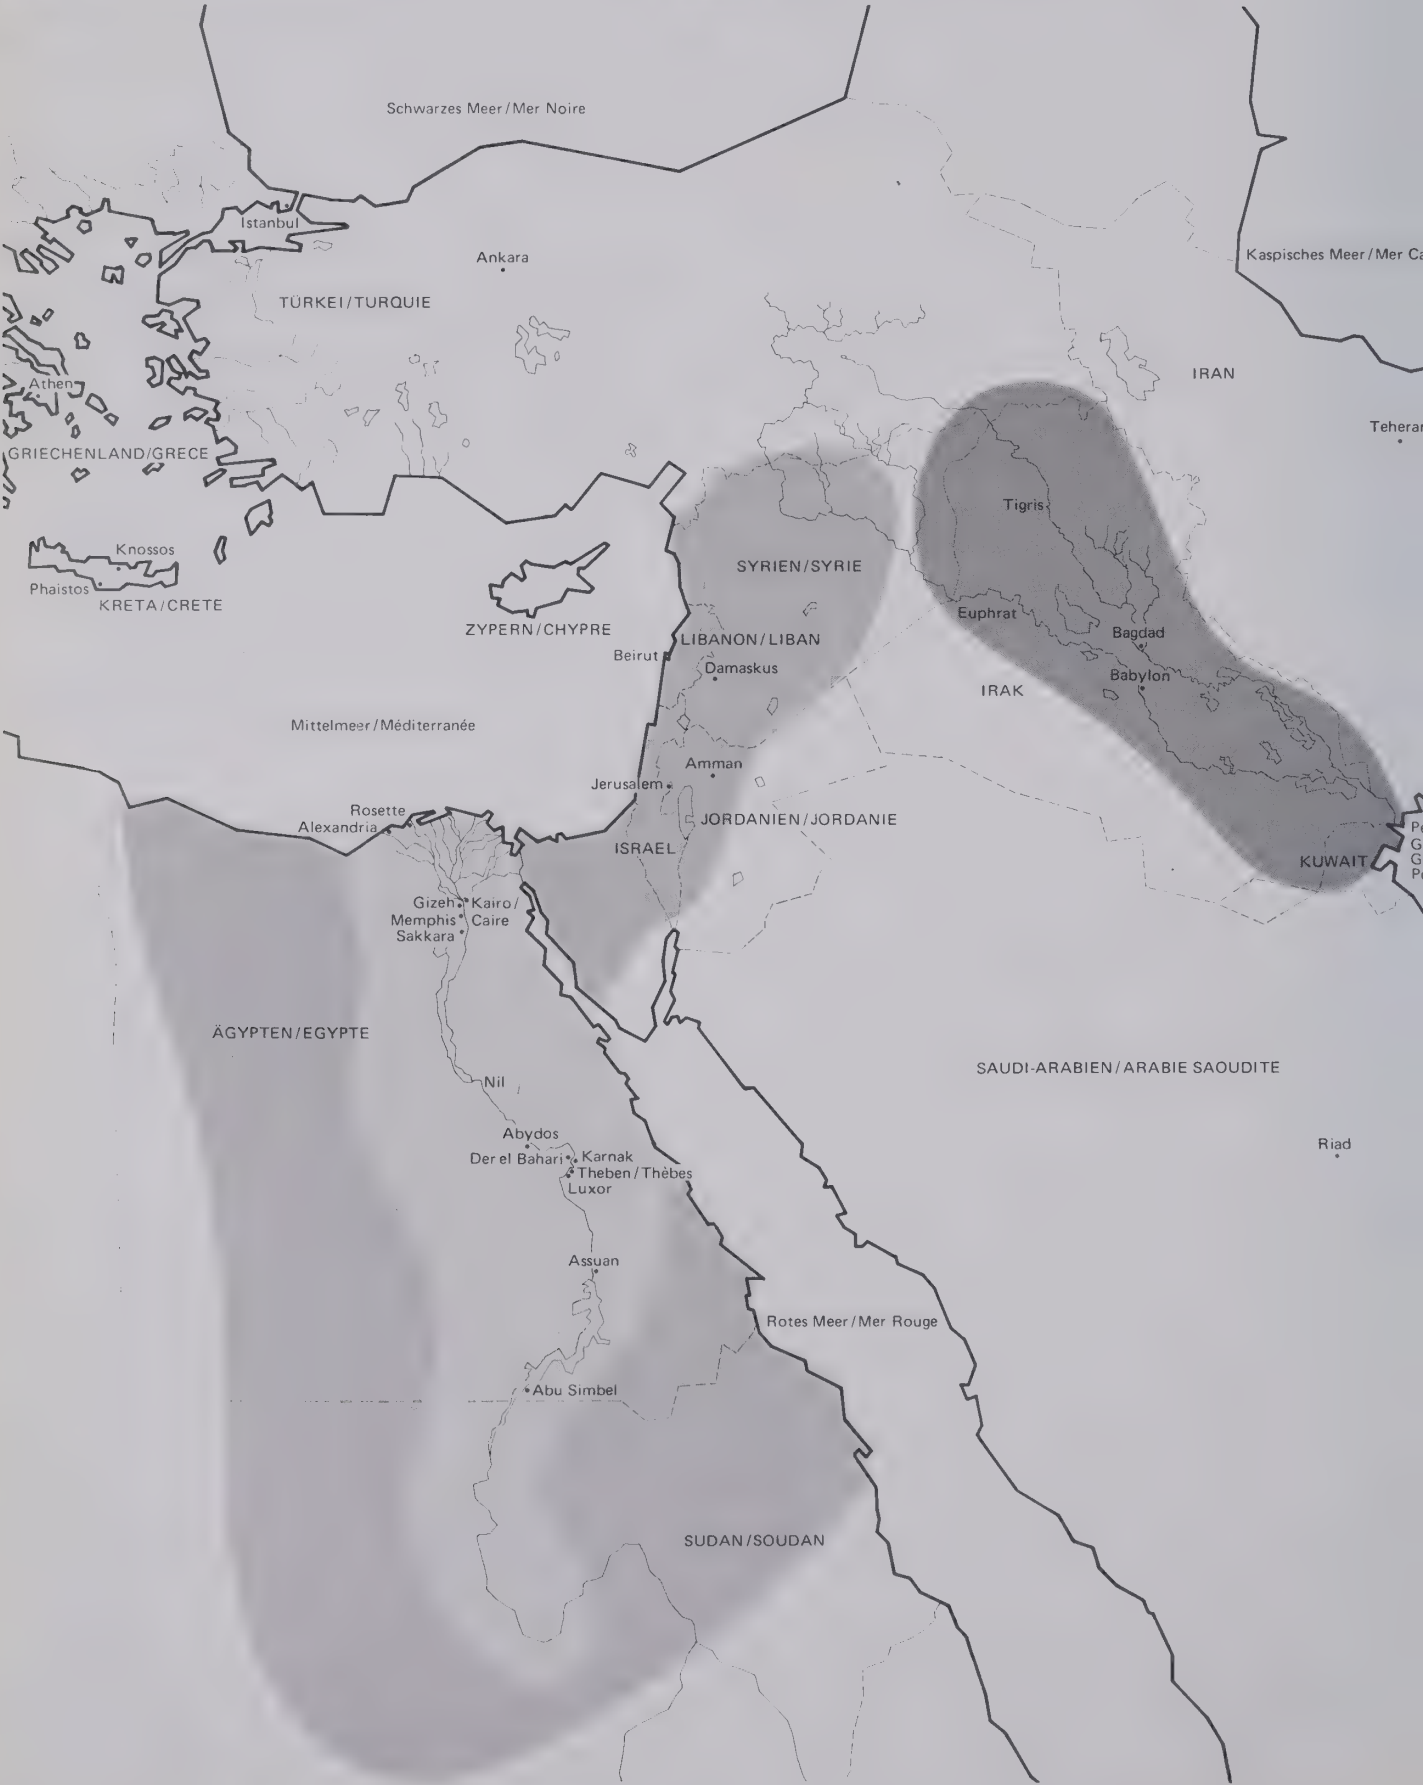 Schwarzes Meer/Mer Noire
Istanbul
Ankara
Kaspisches Meer/Mer
TÜRKEI/TURQUIE
IRAN
Athen
GRIECHENLAND/GRECE
Tigris
Knossos
SYRIEN/SYRIE
Phaistos
KRETA/CRETE
Euphrat
ZYPERN/CHYPRE
LIBANON/LIBAN
Bagdad
Beirut
Damaskus
Babylon
IRAK
Mittelmeer/Méditerranée
Amman
Jerusalem
Rosette
Alexandria
JORDANIEN/JORDANIE
ISRAEL
KUWAIT
Gizeh
Kairo/
Caire
Memphis
Sakkara
ÄGYPTEN/EGYPTE
SAUDI-ARABIEN/ARABIE SAOUDITE
Nil
Abydos
Riad
Der el Bahari
Karnak
Theben/Thèbes
Luxor
Assuan
Rotes Meer/Mer Rouge
Abu Simbel
SUDAN/SOUDAN